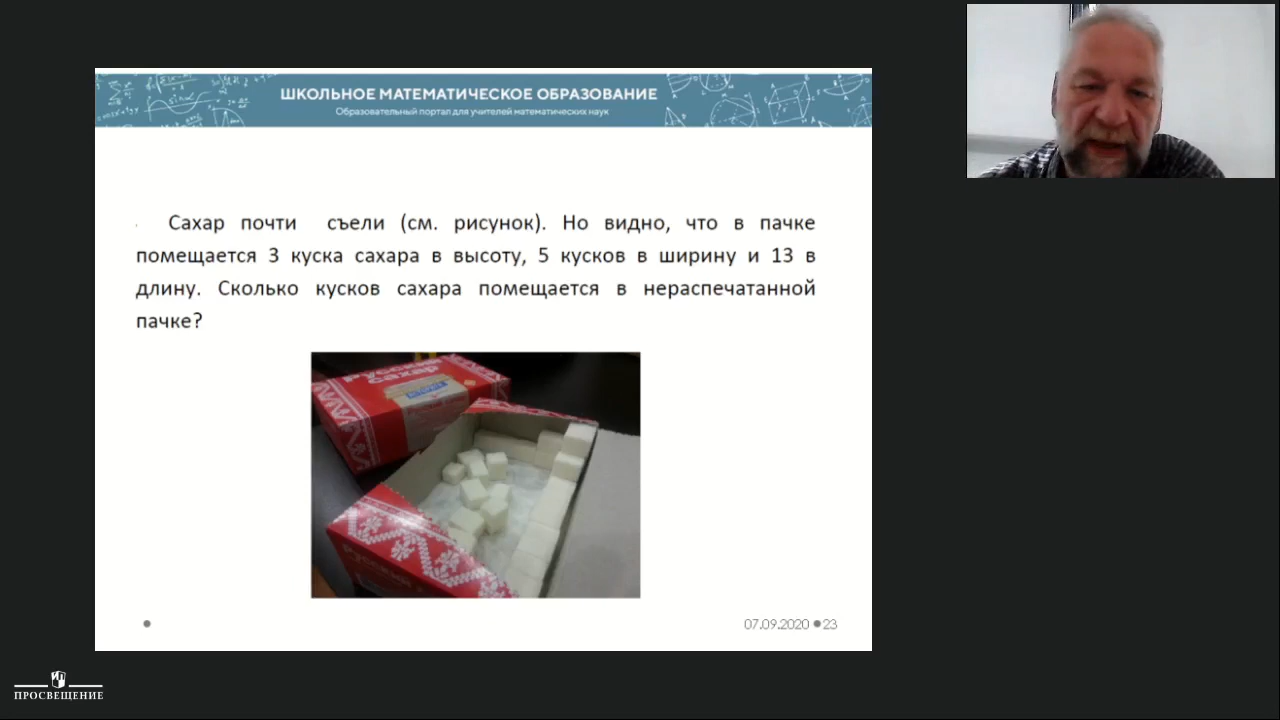 ШКОЛЬНОЕ МАТЕМАТИЧЕСКОЕ ОБРАЗОВАНИЕ
Образовательный портал для учителей математических наук
Сахар почти съели (см. рисунок). Но видно, что в пачке
помещается 3 куска сахара в высоту, 5 кусков в ширину и 13 в
длину. Сколько кусков сахара помещается в нераспечатанной
пачке?
Русский
сахар
Русский
07.09.2020 ●23
ПРОСВЕЩЕНИЕ